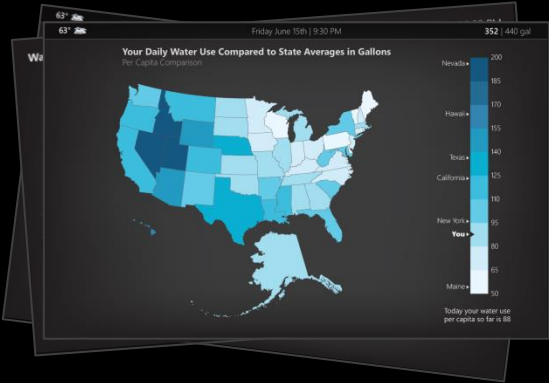 63°
63°
Friday June 15th | 9:30 PM
352 | 440 gal
Wa
Your Daily Water Use Compared to State Averages in Gallons
Per Capita Comparison
Nevada
200
185
170
Hawaii
155
Texas
140
California
125
110
New York
95
You
80
65
Maine
50
Today your water use
per capita so far is 88